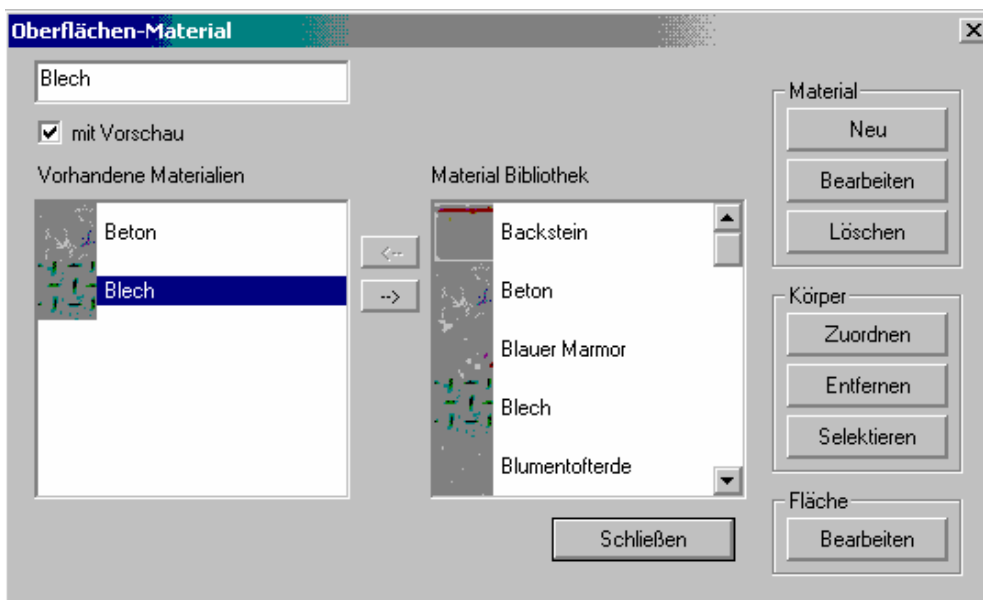 Oberflächen-Material
Blech
mit Vorschau
Vorhandene Materialien
Beton
Blech
<--
-->
Material Bibliothek
Backstein
Beton
Blauer Marmor
Blech
Blumentofterde
Schließen
Material
Neu
Bearbeiten
Löschen
Körper
Zuordnen
Entfernen
Selektieren
Fläche
Bearbeiten